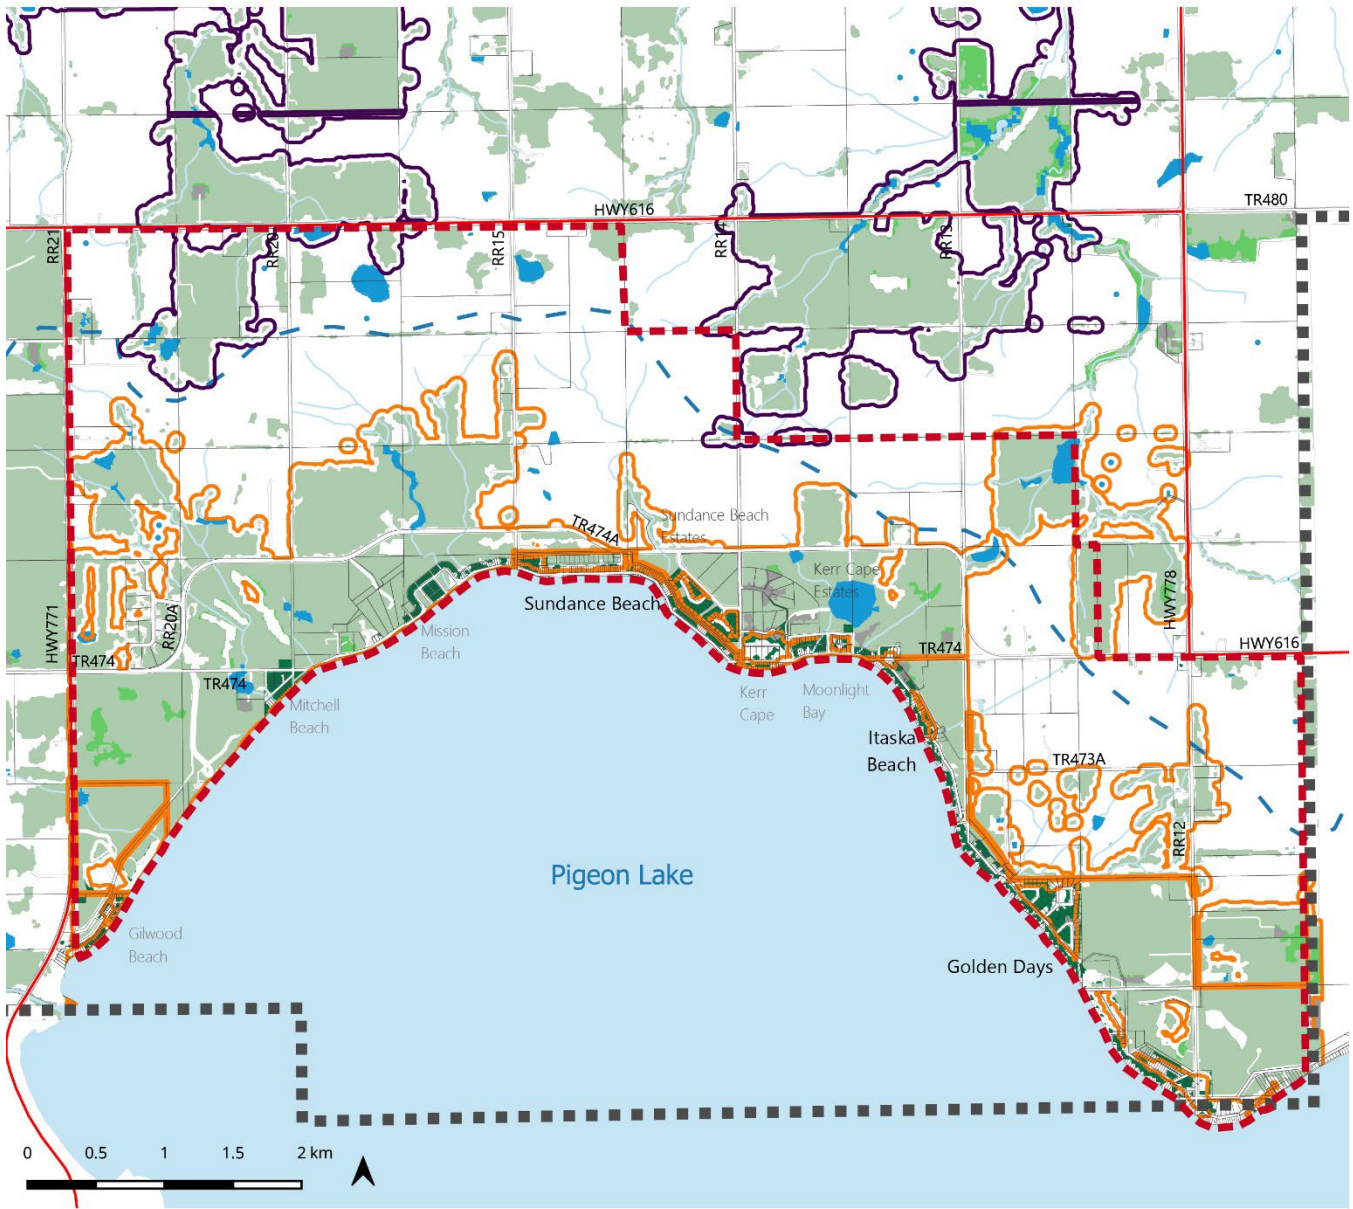 TR480
HWY616
RR21
RR20
RR15
RR14
RR13
Sundance Beach
Estates
TR474A
Kerr Cape
Estates
HWY778
Sundance Beach
HWY771
RR20A
Mission
Beach
TR474
HWY616
TR474
TR474
Mitchell
Beach
Kerr
Cape
Moonlight
Bay
Itaska
Beach
TR473A
RR12
Pigeon Lake
Gilwood
Beach
Golden Days
0 0.5 1 1.5 2 km